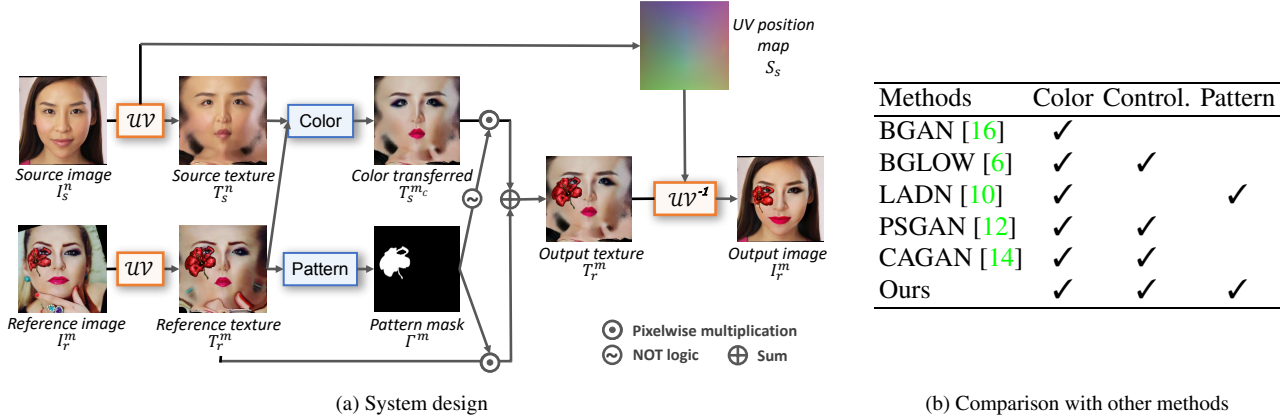 UV position
map
S_s
UV
Color
Source image
I_s^n
Source texture
T_s^n
Color transferred
T_s^{m_c}
UV
Pattern
Reference image
I_r^m
Reference texture
T_r^m
Pattern mask
Γ^m
Output texture
T_r^m
UV^{-1}
Output image
I_r^m
Pixelwise multiplication
NOT logic
Sum
(a) System design
Methods Color Control. Pattern
BGAN [16] ✓
BGLOW [6] ✓ ✓
LADN [10] ✓ ✓
PSGAN [12] ✓ ✓
CAGAN [14] ✓ ✓
Ours ✓ ✓ ✓
(b) Comparison with other methods